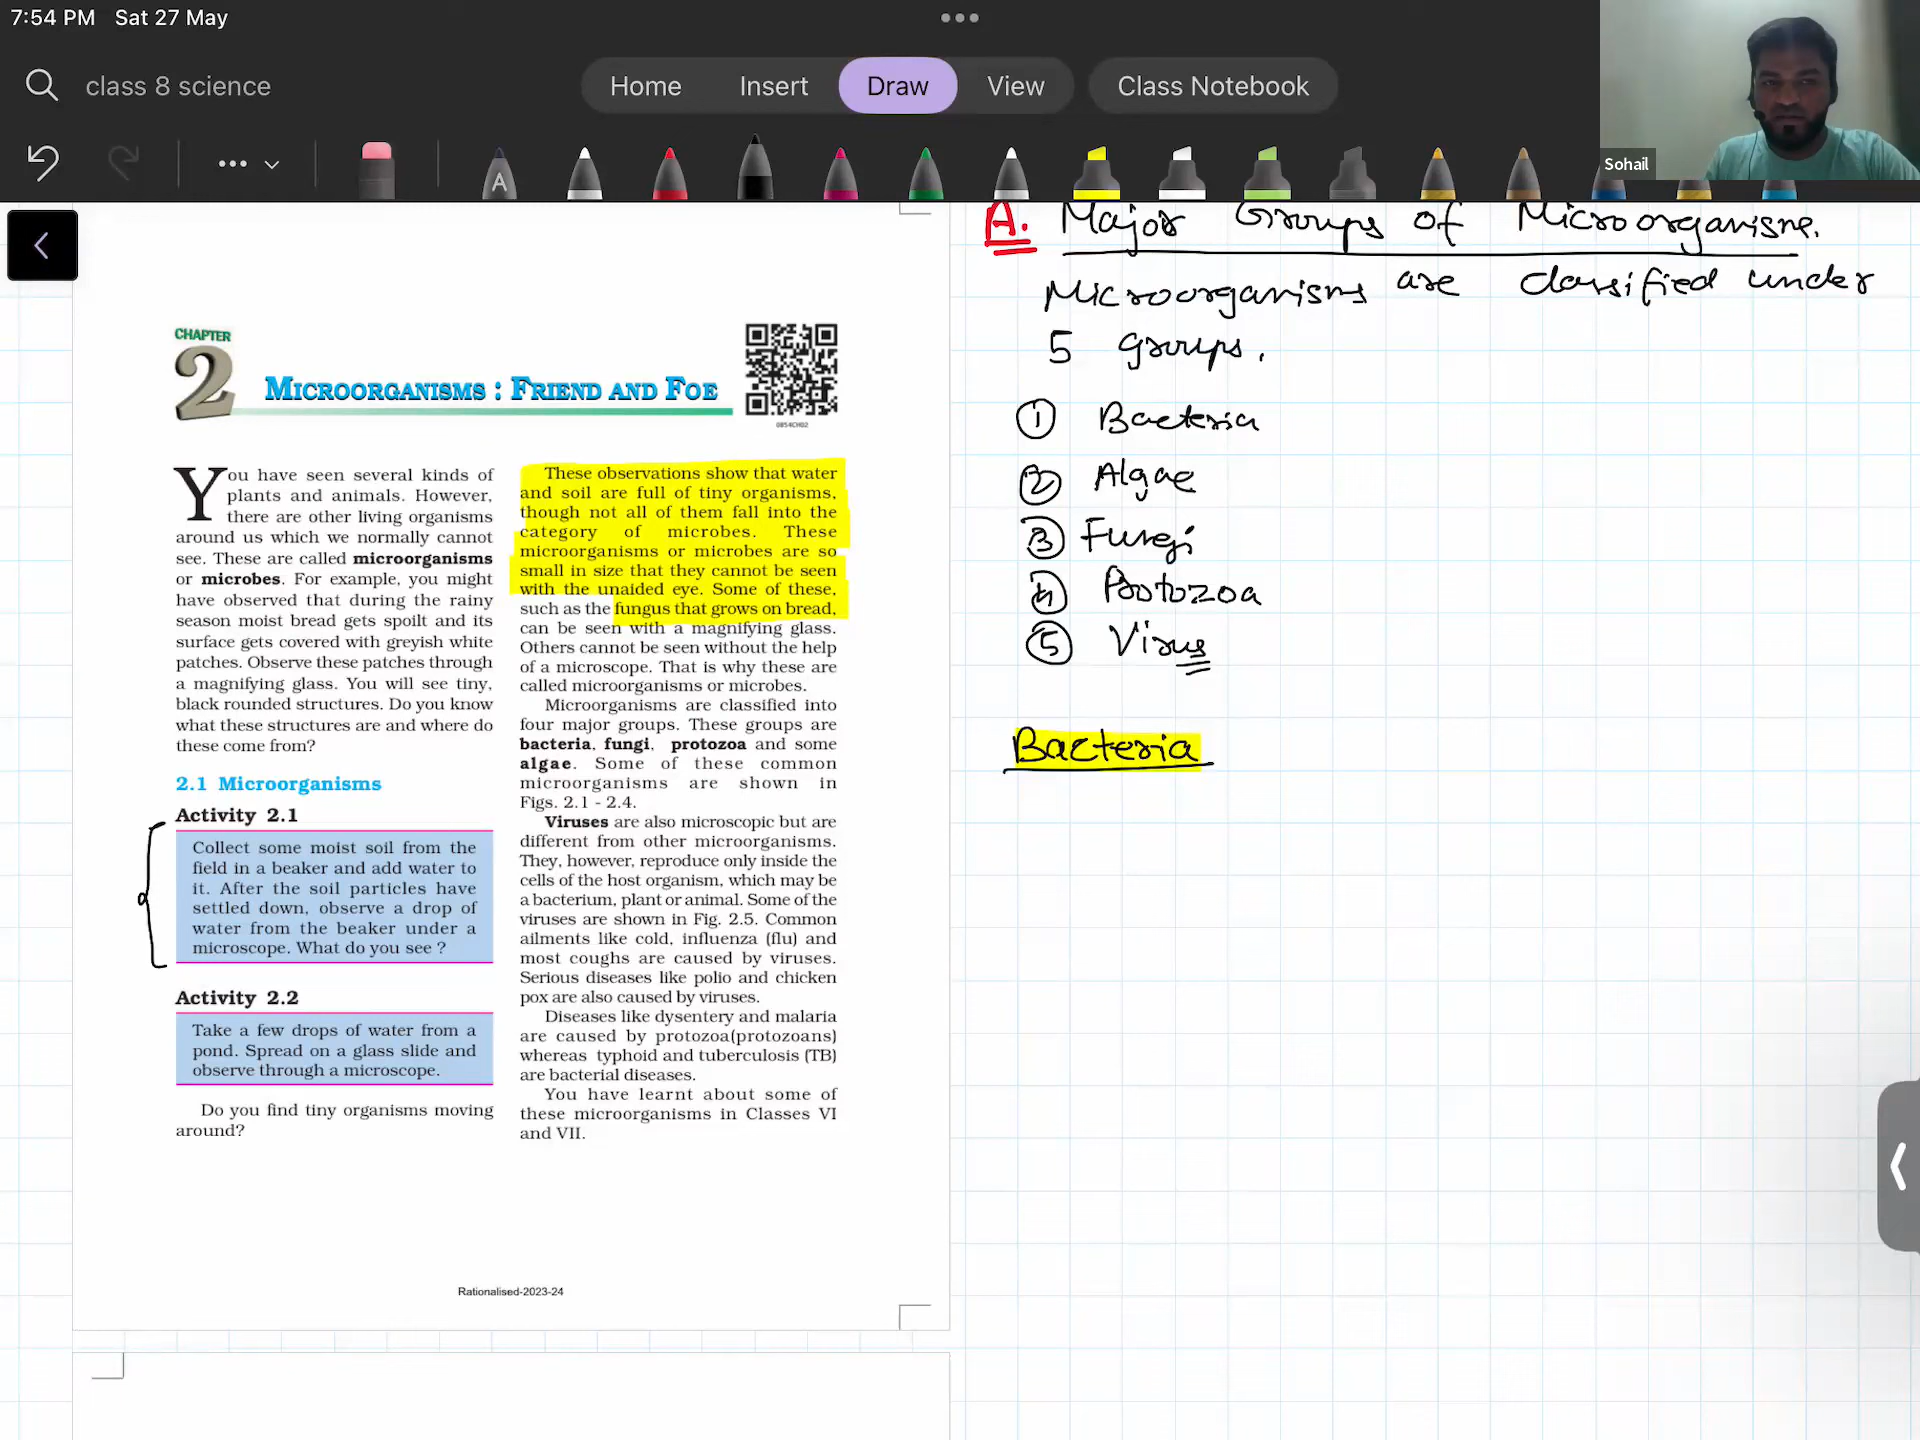 7:54 PM Sat 27 May
class 8 science
Home Insert Draw View Class Notebook
A
Sohail
CHAPTER
2
MICROORGANISMS : FRIEND AND FOE
0854CH02
You have seen several kinds of
plants and animals. However,
there are other living organisms
around us which we normally cannot
see. These are called microorganisms
or microbes. For example, you might
have observed that during the rainy
season moist bread gets spoilt and its
surface gets covered with greyish white
patches. Observe these patches through
a magnifying glass. You will see tiny,
black rounded structures. Do you know
what these structures are and where do
these come from?
2.1 Microorganisms
Activity 2.1
Collect some moist soil from the
field in a beaker and add water to
it. After the soil particles have
settled down, observe a drop of
water from the beaker under a
microscope. What do you see ?
Activity 2.2
Take a few drops of water from a
pond. Spread on a glass slide and
observe through a microscope.
Do you find tiny organisms moving
around?
These observations show that water
and soil are full of tiny organisms,
though not all of them fall into the
category of microbes. These
microorganisms or microbes are so
small in size that they cannot be seen
with the unaided eye. Some of these,
such as the fungus that grows on bread,
can be seen with a magnifying glass.
Others cannot be seen without the help
of a microscope. That is why these are
called microorganisms or microbes.
Microorganisms are classified into
four major groups. These groups are
bacteria, fungi, protozoa and some
algae. Some of these common
microorganisms are shown in
Figs. 2.1 - 2.4.
Viruses are also microscopic but are
different from other microorganisms.
They, however, reproduce only inside the
cells of the host organism, which may be
a bacterium, plant or animal. Some of the
viruses are shown in Fig. 2.5. Common
ailments like cold, influenza (flu) and
most coughs are caused by viruses.
Serious diseases like polio and chicken
pox are also caused by viruses.
Diseases like dysentery and malaria
are caused by protozoa(protozoans)
whereas typhoid and tuberculosis (TB)
are bacterial diseases.
You have learnt about some of
these microorganisms in Classes VI
and VII.
Rationalised-2023-24
A. Major Groups of Microorganisms.
Microorganisms are classified under
5 groups.
1 Bacteria
2 Algae
3 Fungi
4 Protozoa
5 Virus
Bacteria